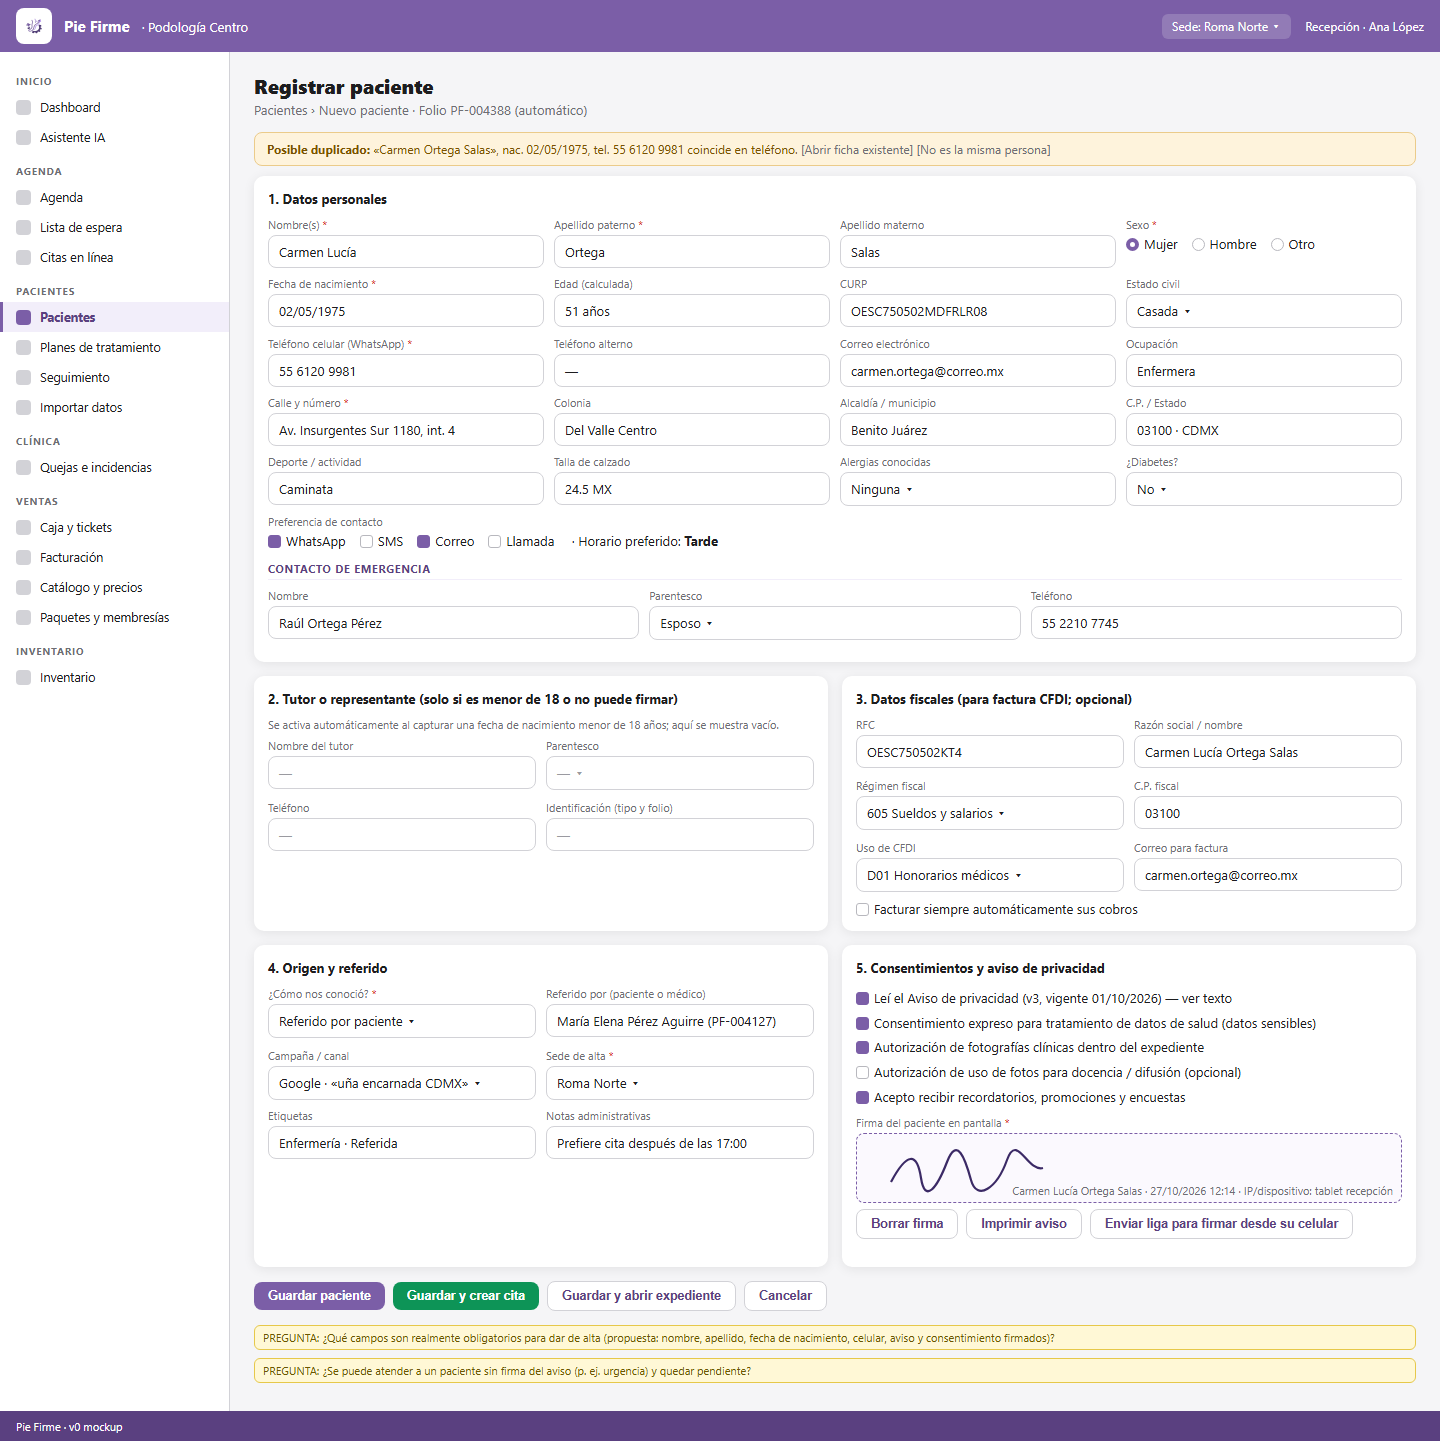 Pie Firme · Podología Centro
Sede: Roma Norte
Recepción · Ana López
INICIO
Dashboard
Asistente IA
AGENDA
Agenda
Lista de espera
Citas en línea
PACIENTES
Pacientes
Planes de tratamiento
Seguimiento
Importar datos
CLÍNICA
Quejas e incidencias
VENTAS
Caja y tickets
Facturación
Catálogo y precios
Paquetes y membresías
INVENTARIO
Inventario
Registrar paciente
Pacientes › Nuevo paciente · Folio PF-004388 (automático)
Posible duplicado: «Carmen Ortega Salas», nac. 02/05/1975, tel. 55 6120 9981 coincide en teléfono. [Abrir ficha existente] [No es la misma persona]
1. Datos personales
Nombre(s) * Apellido paterno * Apellido materno Sexo *
Carmen Lucía Ortega Salas Mujer Hombre Otro
Fecha de nacimiento * Edad (calculada) CURP Estado civil
02/05/1975 51 años OESC750502MDFRLR08 Casada
Teléfono celular (WhatsApp) * Teléfono alterno Correo electrónico Ocupación
55 6120 9981 — carmen.ortega@correo.mx Enfermera
Calle y número * Colonia Alcaldía / municipio C.P. / Estado
Av. Insurgentes Sur 1180, int. 4 Del Valle Centro Benito Juárez 03100 · CDMX
Deporte / actividad Talla de calzado Alergias conocidas ¿Diabetes?
Caminata 24.5 MX Ninguna No
Preferencia de contacto
WhatsApp SMS Correo Llamada · Horario preferido: Tarde
CONTACTO DE EMERGENCIA
Nombre Parentesco Teléfono
Raúl Ortega Pérez Esposo 55 2210 7745
2. Tutor o representante (solo si es menor de 18 o no puede firmar)
Se activa automáticamente al capturar una fecha de nacimiento menor de 18 años; aquí se muestra vacío.
Nombre del tutor Parentesco
— —
Teléfono Identificación (tipo y folio)
— —
3. Datos fiscales (para factura CFDI; opcional)
RFC Razón social / nombre
OESC750502KT4 Carmen Lucía Ortega Salas
Régimen fiscal C.P. fiscal
605 Sueldos y salarios 03100
Uso de CFDI Correo para factura
D01 Honorarios médicos carmen.ortega@correo.mx
Facturar siempre automáticamente sus cobros
4. Origen y referido
¿Cómo nos conoció? * Referido por (paciente o médico)
Referido por paciente María Elena Pérez Aguirre (PF-004127)
Campaña / canal Sede de alta *
Google · «uña encarnada CDMX» Roma Norte
Etiquetas Notas administrativas
Enfermería · Referida Prefiere cita después de las 17:00
5. Consentimientos y aviso de privacidad
Leí el Aviso de privacidad (v3, vigente 01/10/2026) — ver texto
Consentimiento expreso para tratamiento de datos de salud (datos sensibles)
Autorización de fotografías clínicas dentro del expediente
Autorización de uso de fotos para docencia / difusión (opcional)
Acepto recibir recordatorios, promociones y encuestas
Firma del paciente en pantalla *
Carmen Lucía Ortega Salas · 27/10/2026 12:14 · IP/dispositivo: tablet recepción
Borrar firma Imprimir aviso Enviar liga para firmar desde su celular
Guardar paciente Guardar y crear cita Guardar y abrir expediente Cancelar
PREGUNTA: ¿Qué campos son realmente obligatorios para dar de alta (propuesta: nombre, apellido, fecha de nacimiento, celular, aviso y consentimiento firmados)?
PREGUNTA: ¿Se puede atender a un paciente sin firma del aviso (p. ej. urgencia) y quedar pendiente?
Pie Firme · v0 mockup